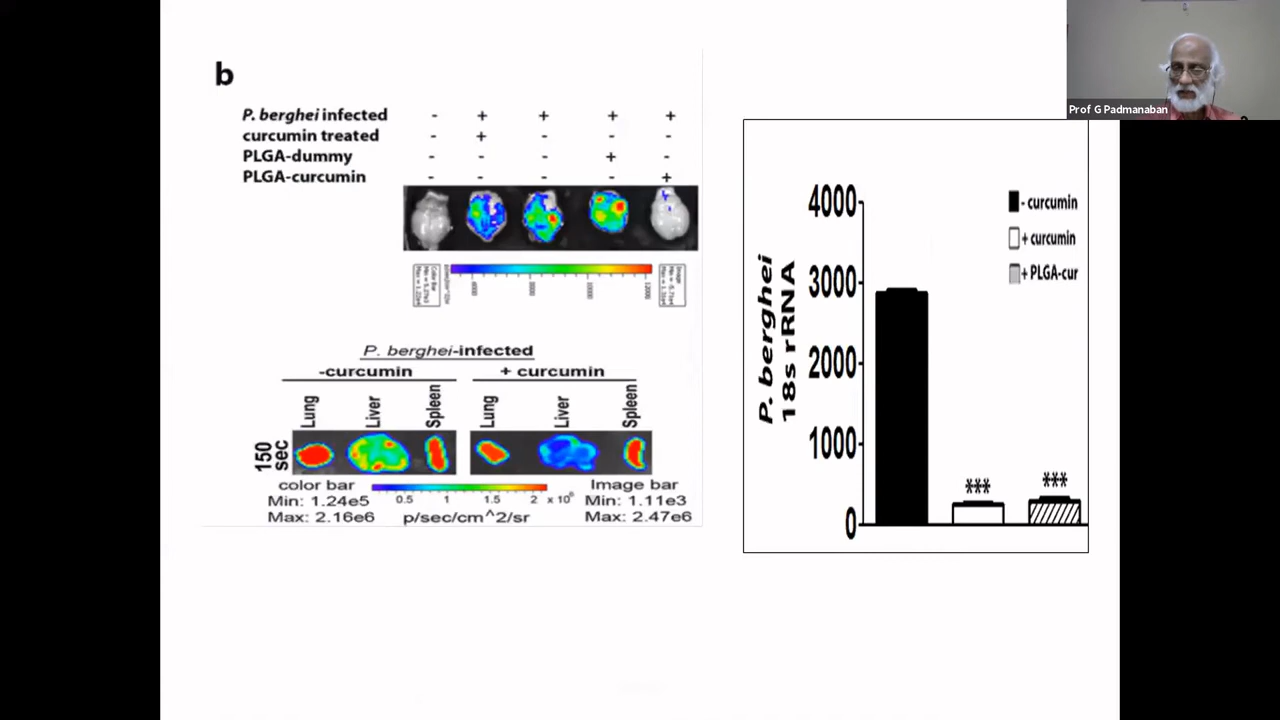 b
P. berghei infected - + + + +
curcumin treated - + - - -
PLGA-dummy - - - + -
PLGA-curcumin - - - - +
P. berghei-infected
-curcumin + curcumin
Lung Liver Spleen Lung Liver Spleen
150 sec
color bar
Min: 1.24e5
Max: 2.16e6
0.5 1 1.5 2 x 10⁶
p/sec/cm^2/sr
Image bar
Min: 1.11e3
Max: 2.47e6
Prof G Padmanaban
P. berghei
18s rRNA
4000
3000
2000
1000
0
- curcumin
+ curcumin
+ PLGA-cur
***
***